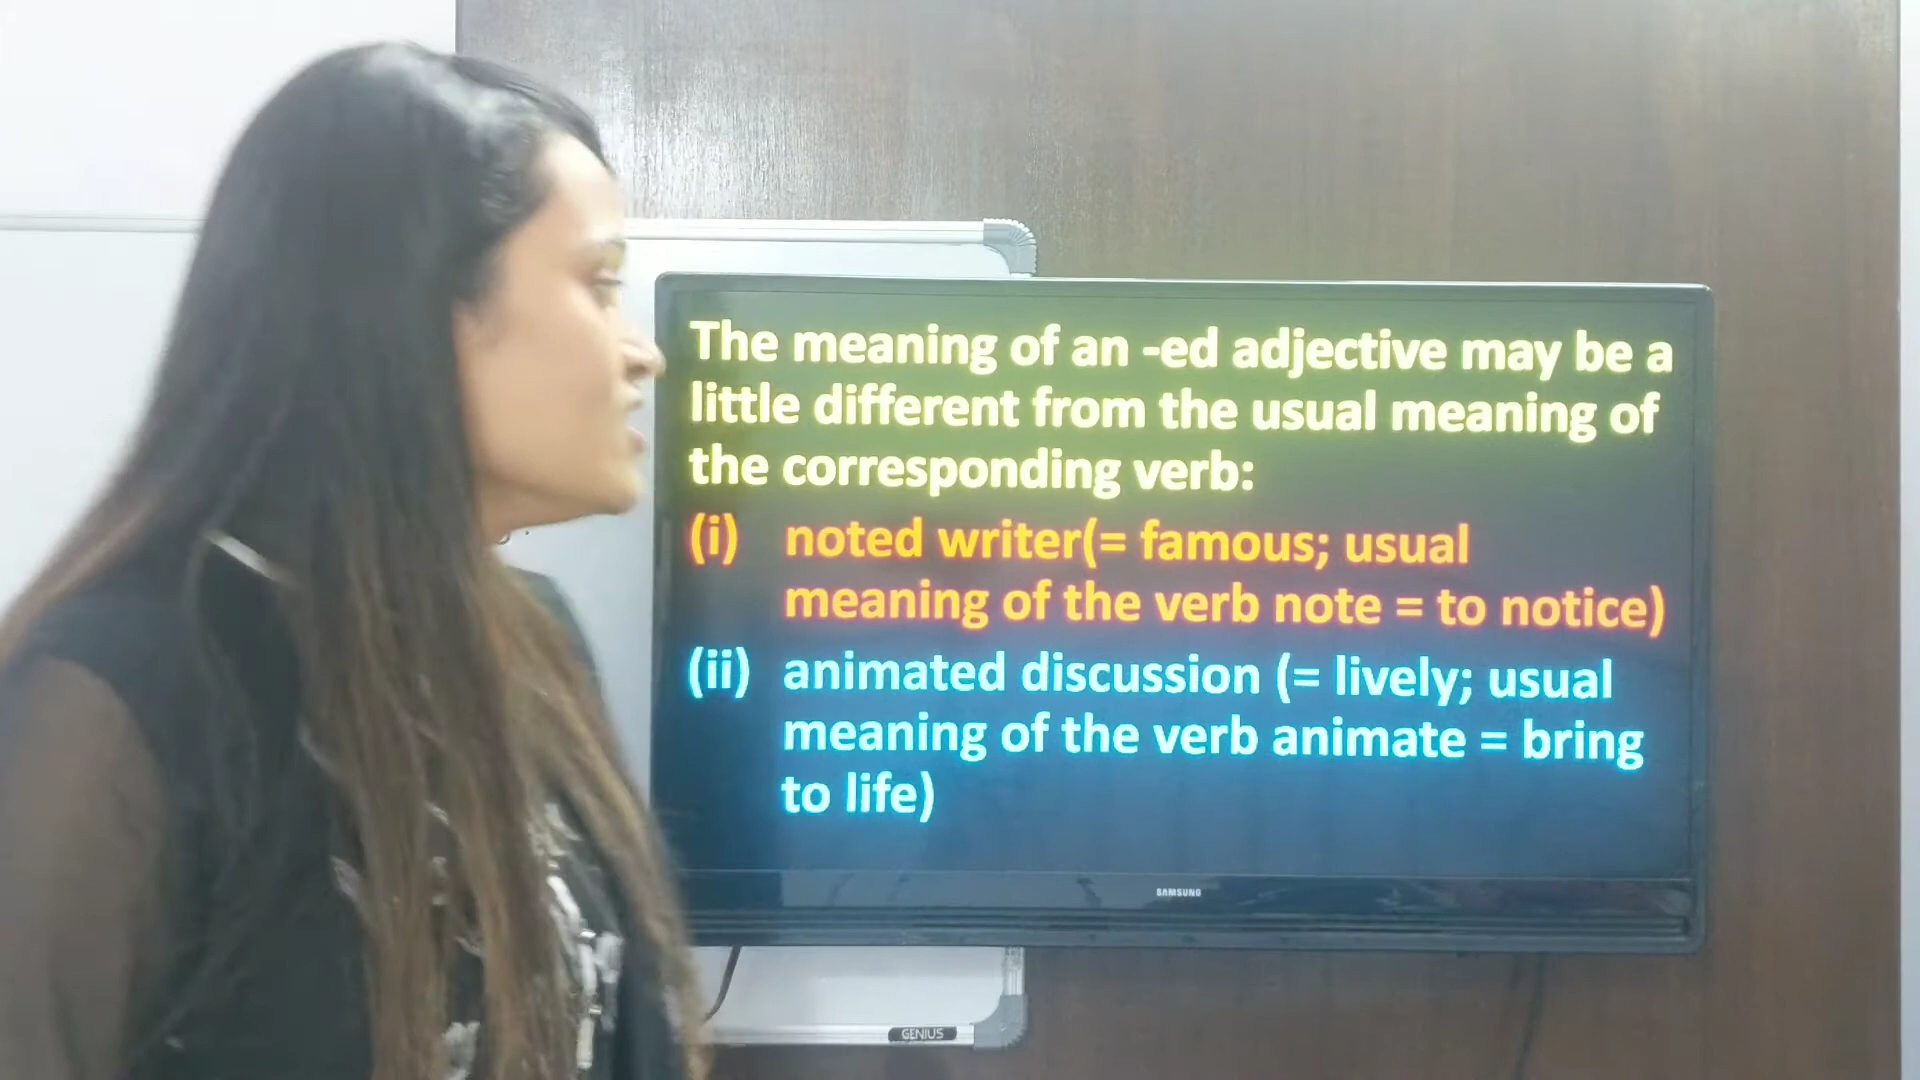 The meaning of an -ed adjective may be a
little different from the usual meaning of
the corresponding verb:
(i) noted writer(= famous; usual
meaning of the verb note = to notice)
(ii) animated discussion (= lively; usual
meaning of the verb animate = bring
to life)
SAMSUNG
GENIUS